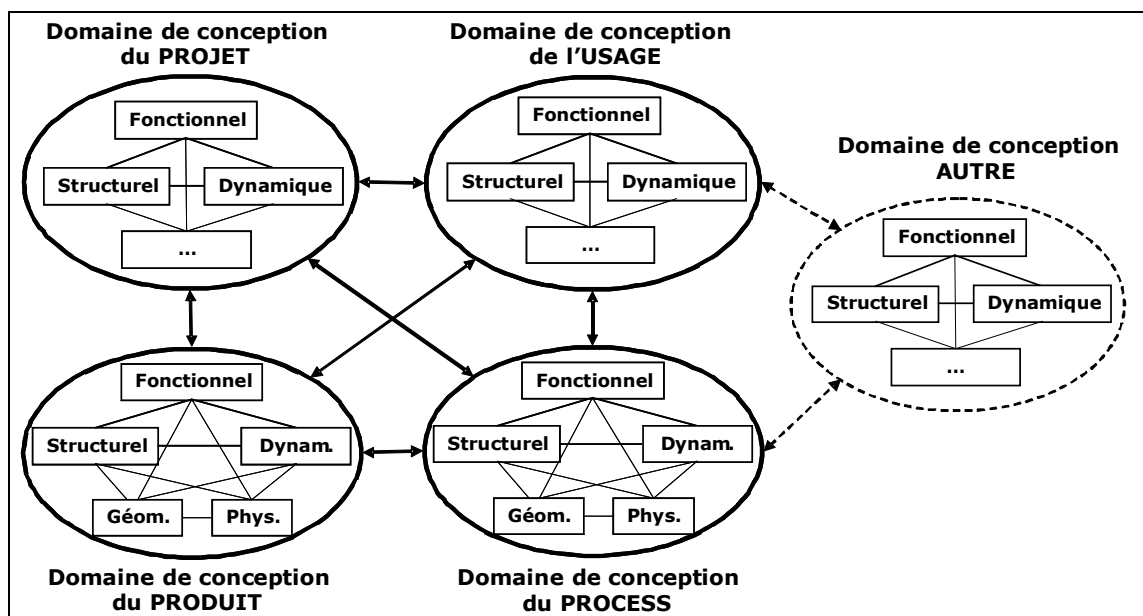 Domaine de conception
du PROJET
Fonctionnel
Structurel
Dynamique
...
Domaine de conception
de l'USAGE
Fonctionnel
Structurel
Dynamique
...
Domaine de conception
AUTRE
Fonctionnel
Structurel
Dynamique
...
Fonctionnel
Structurel
Dynam.
Géom.
Phys.
Domaine de conception
du PRODUIT
Fonctionnel
Structurel
Dynam.
Géom.
Phys.
Domaine de conception
du PROCESS